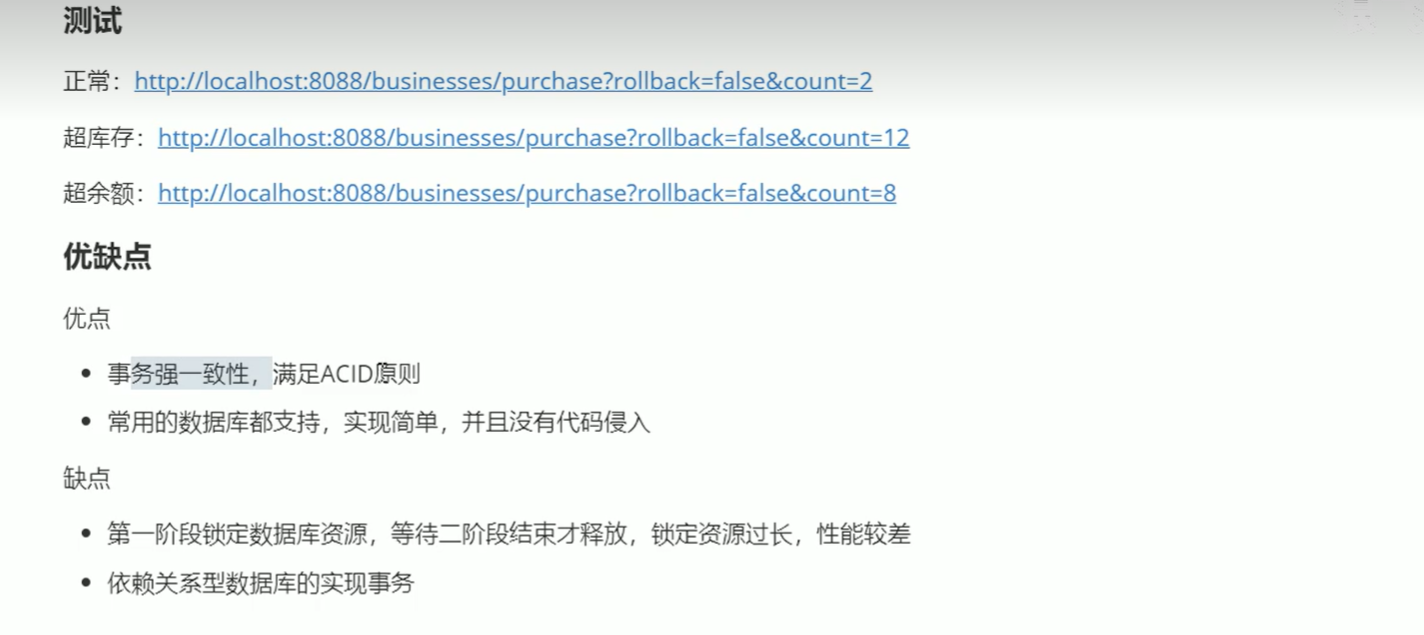 测试
正常：http://localhost:8088/businesses/purchase?rollback=false&count=2
超库存：http://localhost:8088/businesses/purchase?rollback=false&count=12
超余额：http://localhost:8088/businesses/purchase?rollback=false&count=8
优缺点
优点
事务强一致性，满足ACID原则
常用的数据库都支持，实现简单，并且没有代码侵入
缺点
第一阶段锁定数据库资源，等待二阶段结束才释放，锁定资源过长，性能较差
依赖关系型数据库的实现事务